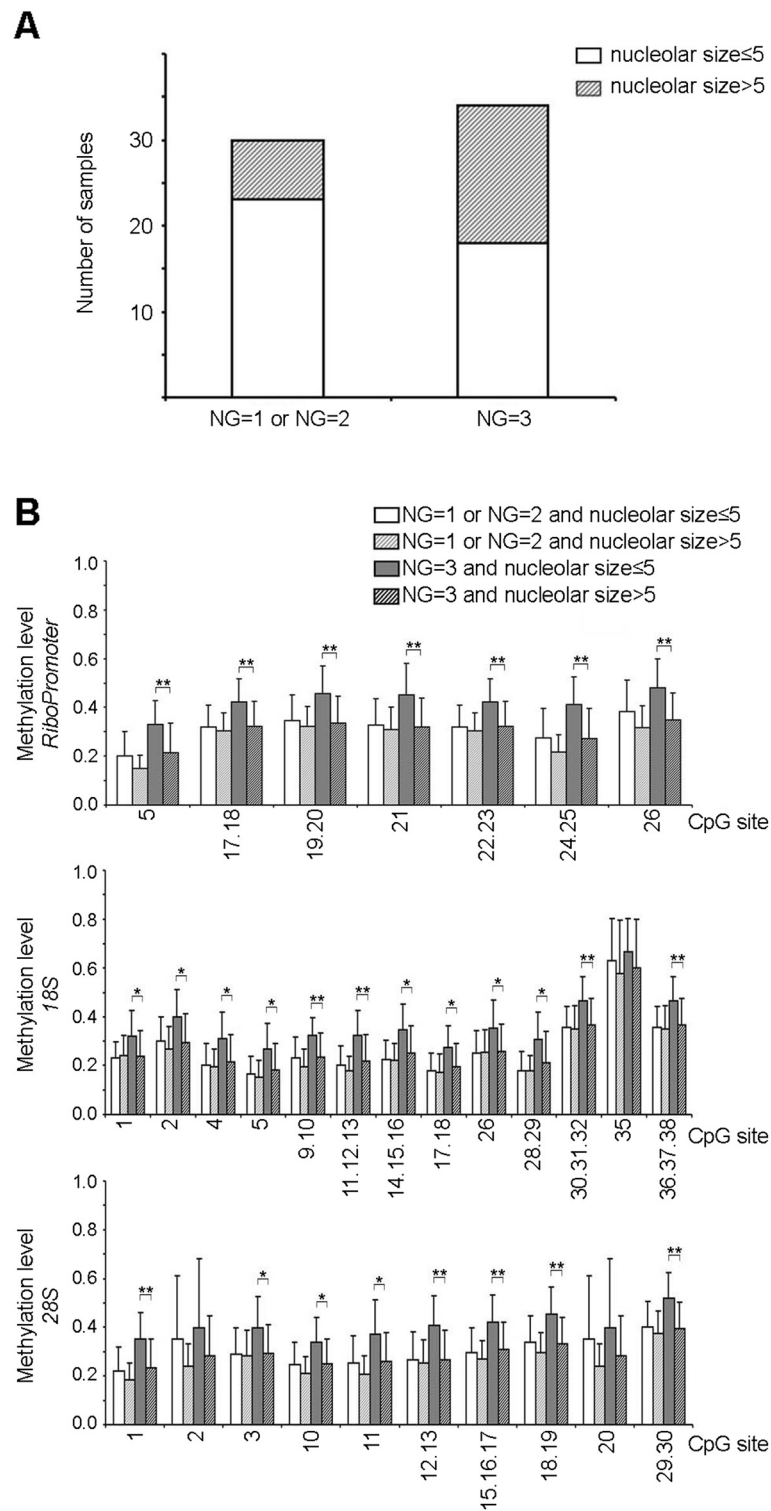 A
nucleolar size≤5
nucleolar size>5
Number of samples
30
20
10
NG=1 or NG=2
NG=3
B
NG=1 or NG=2 and nucleolar size≤5
NG=1 or NG=2 and nucleolar size>5
NG=3 and nucleolar size≤5
NG=3 and nucleolar size>5
Methylation level
RiboPromoter
1.0
0.8
0.6
0.4
0.2
0.0
** ** ** ** ** ** **
5 17.18 19.20 21 22.23 24.25 26 CpG site
Methylation level
18S
1.0
0.8
0.6
0.4
0.2
0.0
* * * * ** ** * * * * ** **
1 2 4 5 9.10 11.12.13 14.15.16 17.18 26 28.29 30.31.32 35 36.37.38 CpG site
Methylation level
28S
1.0
0.8
0.6
0.4
0.2
0.0
** * * * ** ** ** **
1 2 3 10 11 12.13 15.16.17 18.19 20 29.30 CpG site